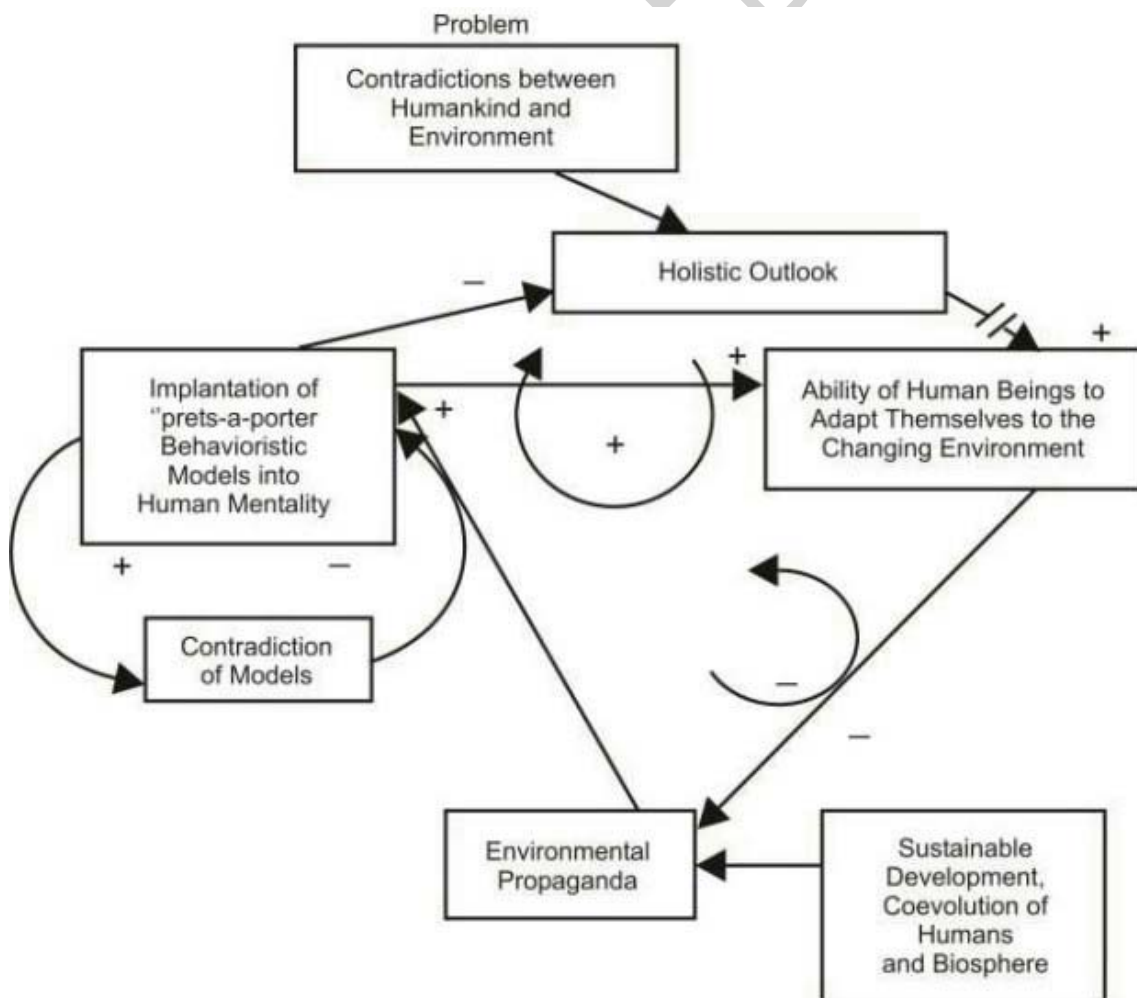 Problem
Contradictions between
Humankind and
Environment
Holistic Outlook
–
+
+
Implantation of
"prets-a-porter
Behavioristic
Models into
Human Mentality
Ability of Human Beings to
Adapt Themselves to the
Changing Environment
+
+
+
–
Contradiction
of Models
–
–
Environmental
Propaganda
Sustainable
Development,
Coevolution of
Humans
and Biosphere